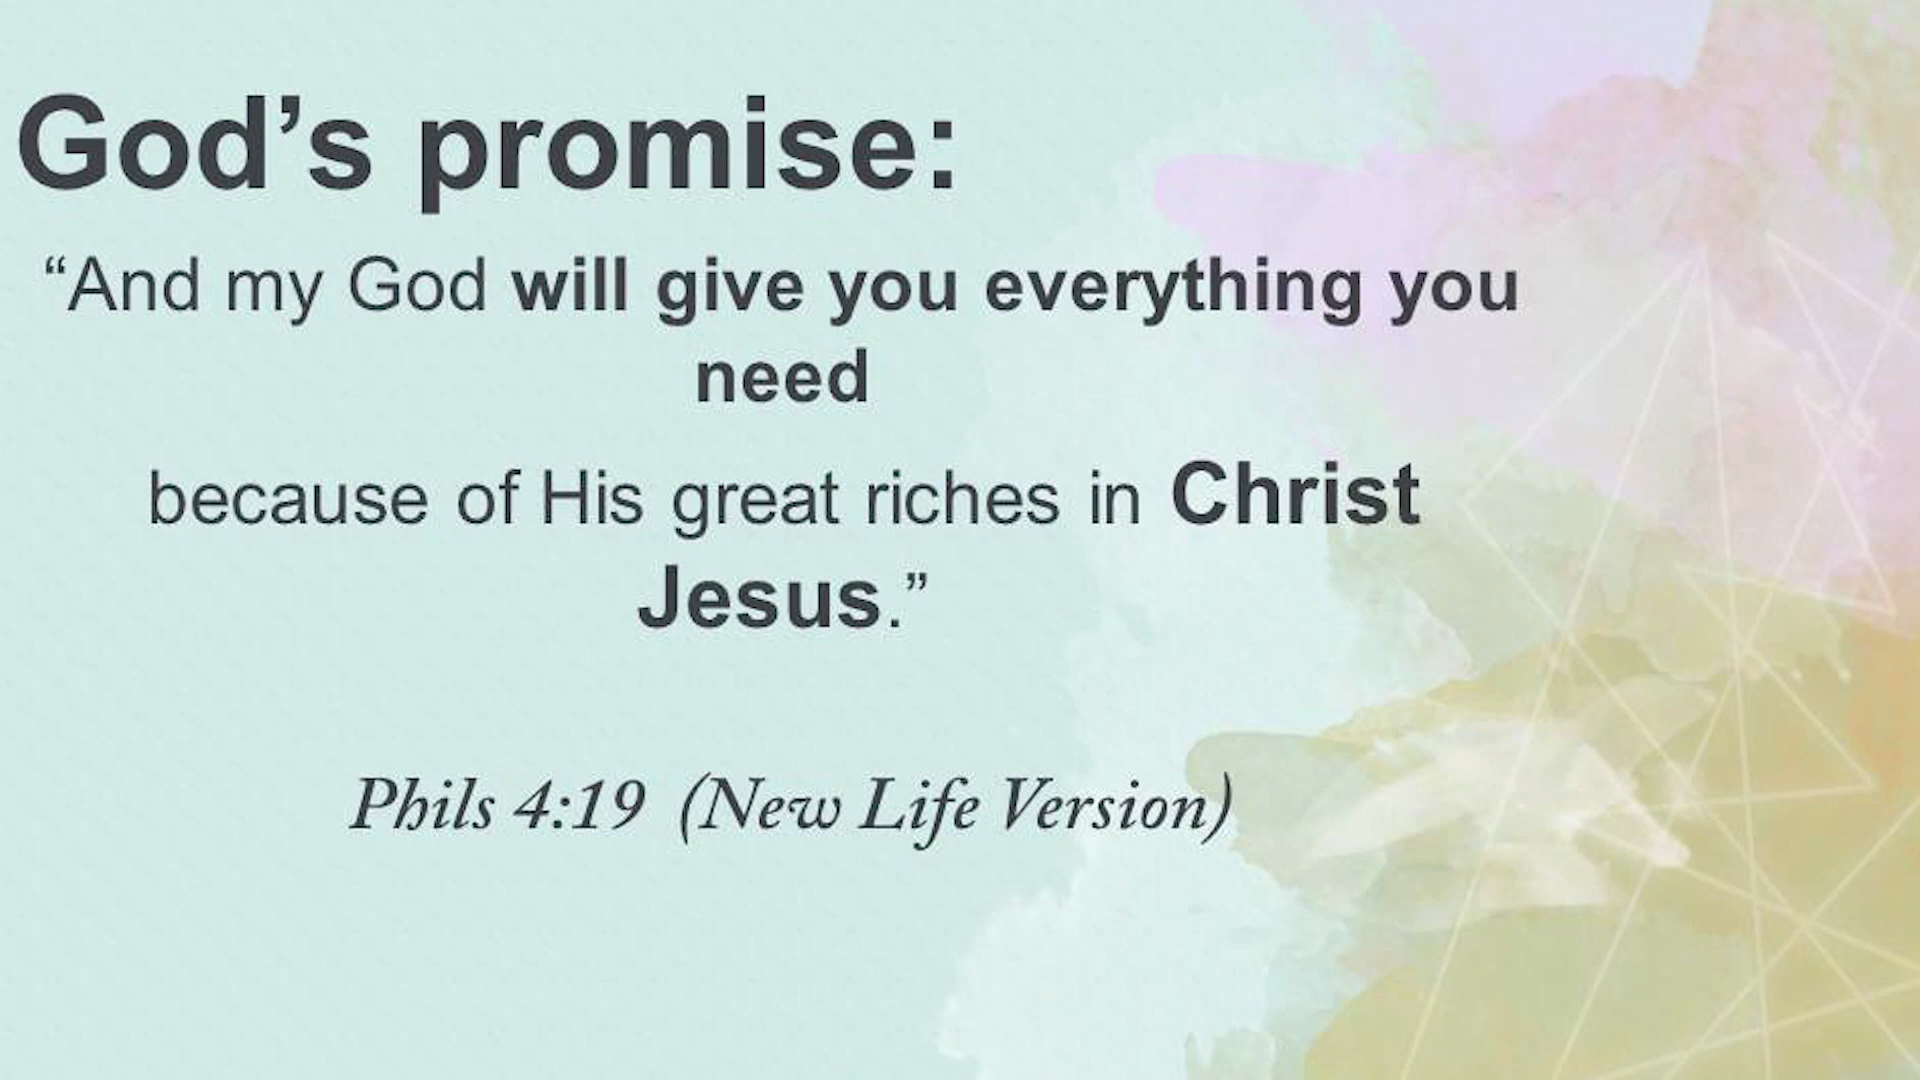 God’s promise:
“And my God will give you everything you
need
because of His great riches in Christ
Jesus.”
Phils 4:19 (New Life Version)